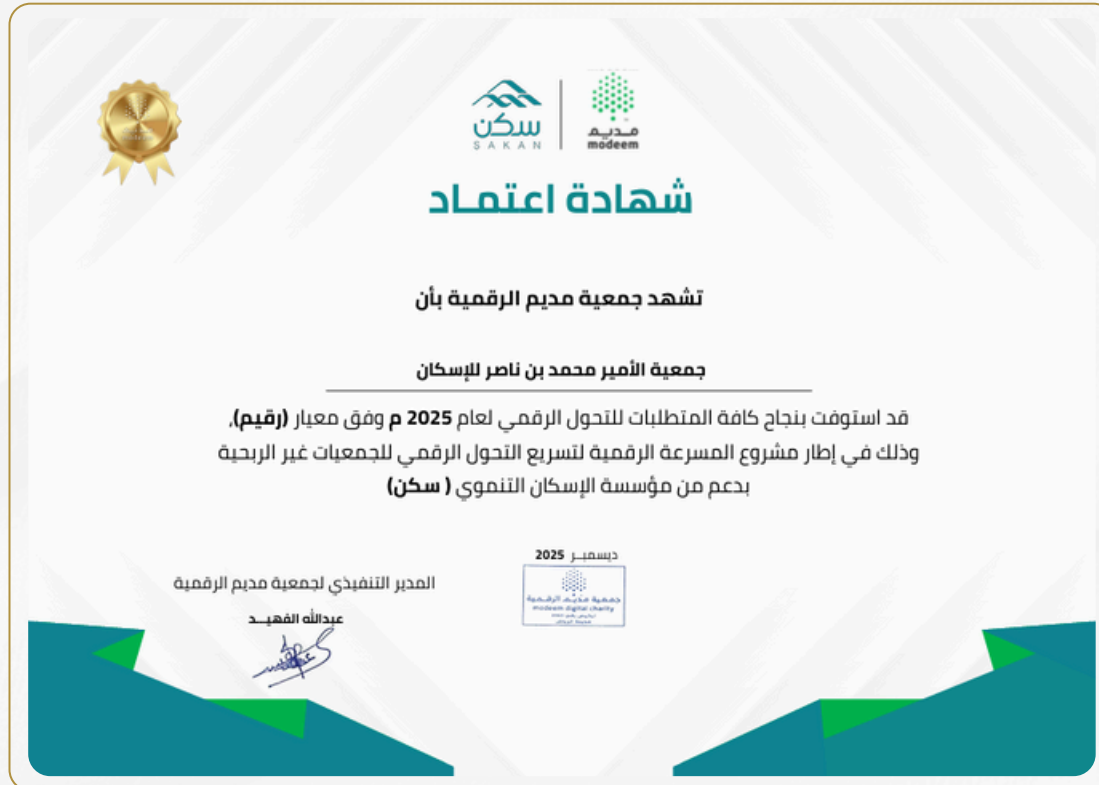 سكن
SAKAN
مديم
modeem
شهادة اعتمـاد
تشهد جمعية مديم الرقمية بأن
جمعية الأمير محمد بن ناصر للإسكان
قد استوفت بنجاح كافة المتطلبات للتحول الرقمي لعام 2025 م وفق معيار (رقيم)،
وذلك في إطار مشروع المسرعة الرقمية لتسريع التحول الرقمي للجمعيات غير الربحية
بدعم من مؤسسة الإسكان التنموي ( سكن)
ديسمبـر 2025
جمعية مديم الرقمية
modeem digital charity
المدير التنفيذي لجمعية مديم الرقمية
عبدالله الفهيـد